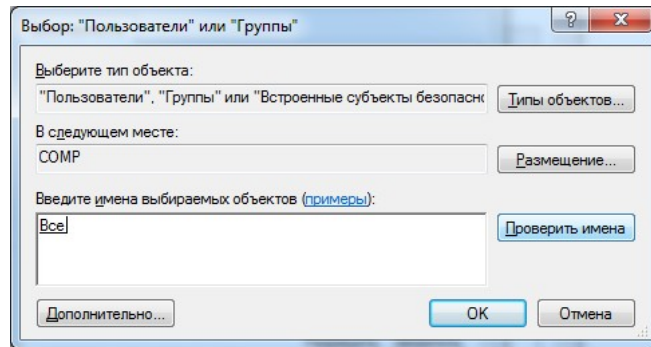 Выбор: "Пользователи" или "Группы"
Выберите тип объекта:
"Пользователи", "Группы" или "Встроенные субъекты безопасно
Типы объектов...
В следующем месте:
COMP
Размещение...
Введите имена выбираемых объектов (примеры):
Все
Проверить имена
Дополнительно...
OK
Отмена